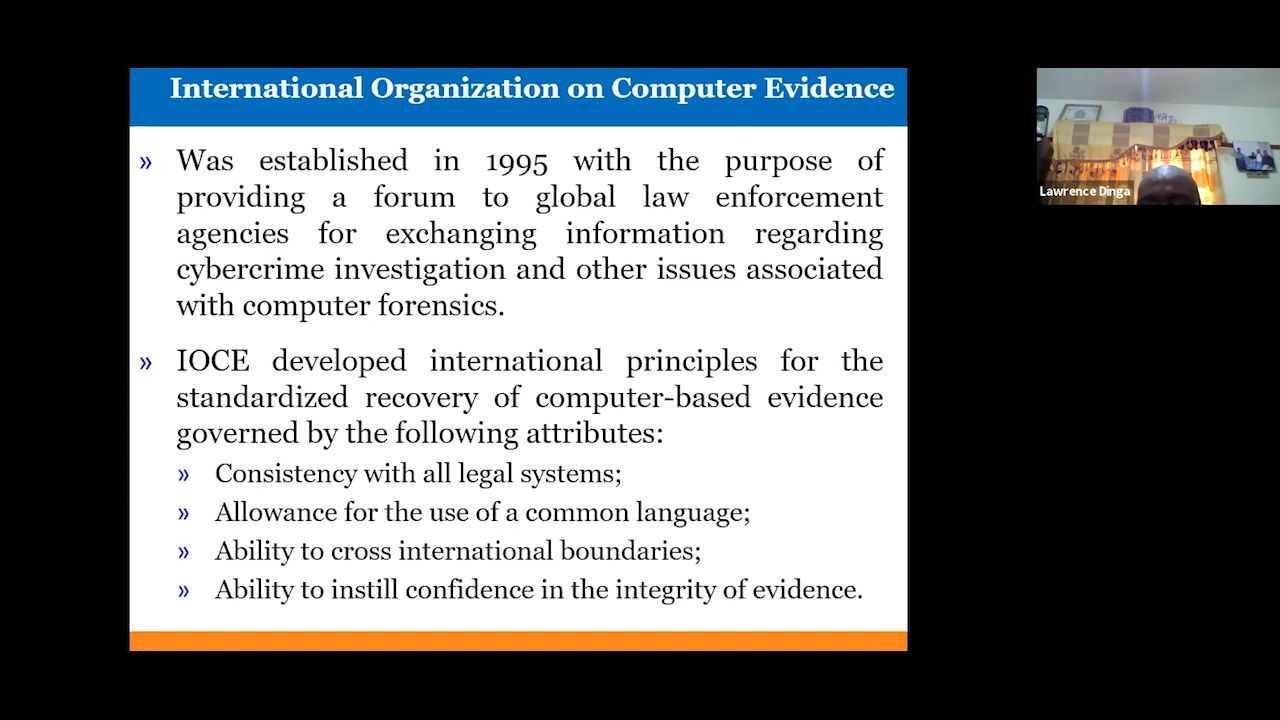 International Organization on Computer Evidence
» Was established in 1995 with the purpose of
providing a forum to global law enforcement
agencies for exchanging information regarding
cybercrime investigation and other issues associated
with computer forensics.
» IOCE developed international principles for the
standardized recovery of computer-based evidence
governed by the following attributes:
» Consistency with all legal systems;
» Allowance for the use of a common language;
» Ability to cross international boundaries;
» Ability to instill confidence in the integrity of evidence.
Lawrence Dinga